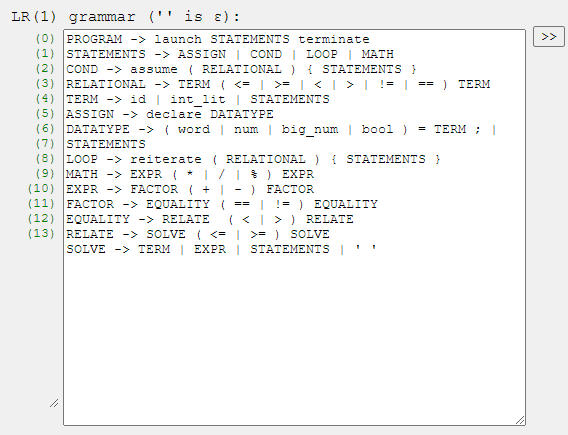 LR(1) grammar ('' is ε):
>>
(0) PROGRAM -> launch STATEMENTS terminate
(1) STATEMENTS -> ASSIGN | COND | LOOP | MATH
(2) COND -> assume ( RELATIONAL ) { STATEMENTS }
(3) RELATIONAL -> TERM ( <= | >= | < | > | != | == ) TERM
(4) TERM -> id | int_lit | STATEMENTS
(5) ASSIGN -> declare DATATYPE
(6) DATATYPE -> ( word | num | big_num | bool ) = TERM ; |
(7) STATEMENTS
(8) LOOP -> reiterate ( RELATIONAL ) { STATEMENTS }
(9) MATH -> EXPR ( * | / | % ) EXPR
(10) EXPR -> FACTOR ( + | - ) FACTOR
(11) FACTOR -> EQUALITY ( == | != ) EQUALITY
(12) EQUALITY -> RELATE  ( < | > ) RELATE
(13) RELATE -> SOLVE ( <= | >= ) SOLVE
SOLVE -> TERM | EXPR | STATEMENTS | ' '